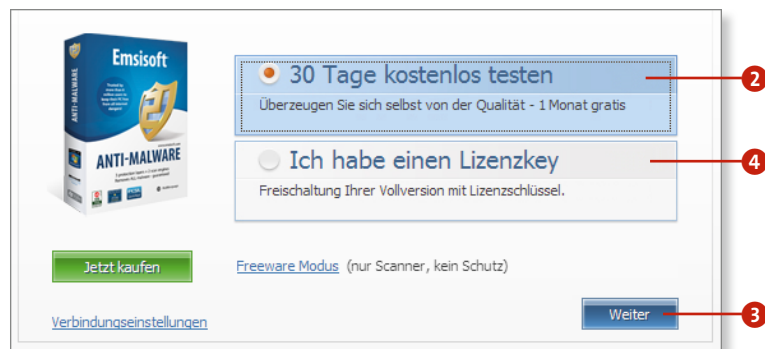 Emsisoft
ANTI-MALWARE
ANTI-MALWARE
30 Tage kostenlos testen
2
Überzeugen Sie sich selbst von der Qualität - 1 Monat gratis
Ich habe einen Lizenzkey
4
Freischaltung Ihrer Vollversion mit Lizenzschlüssel.
Jetzt kaufen
Freeware Modus (nur Scanner, kein Schutz)
Verbindungseinstellungen
Weiter
3